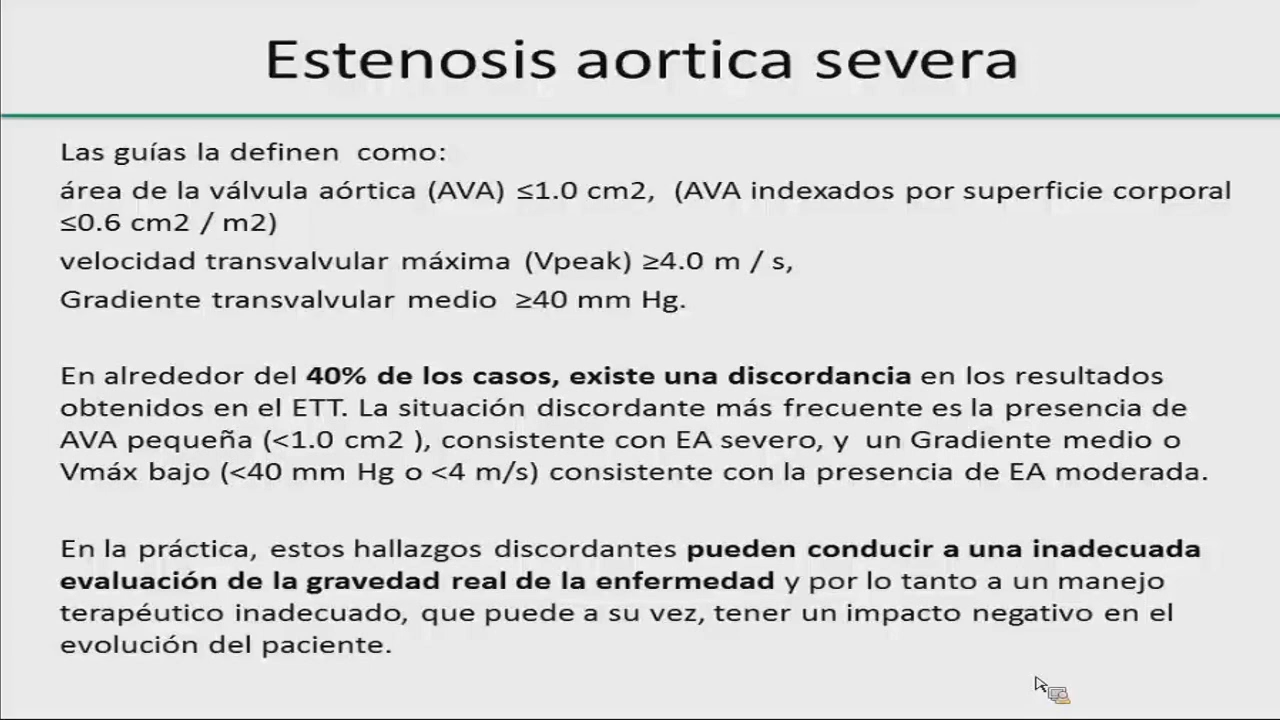 Estenosis aortica severa
Las guías la definen como:
área de la válvula aórtica (AVA) ≤1.0 cm2, (AVA indexados por superficie corporal
≤0.6 cm2 / m2)
velocidad transvalvular máxima (Vpeak) ≥4.0 m / s,
Gradiente transvalvular medio ≥40 mm Hg.
En alrededor del 40% de los casos, existe una discordancia en los resultados
obtenidos en el ETT. La situación discordante más frecuente es la presencia de
AVA pequeña (<1.0 cm2 ), consistente con EA severo, y un Gradiente medio o
Vmáx bajo (<40 mm Hg o <4 m/s) consistente con la presencia de EA moderada.
En la práctica, estos hallazgos discordantes pueden conducir a una inadecuada
evaluación de la gravedad real de la enfermedad y por lo tanto a un manejo
terapéutico inadecuado, que puede a su vez, tener un impacto negativo en el
evolución del paciente.